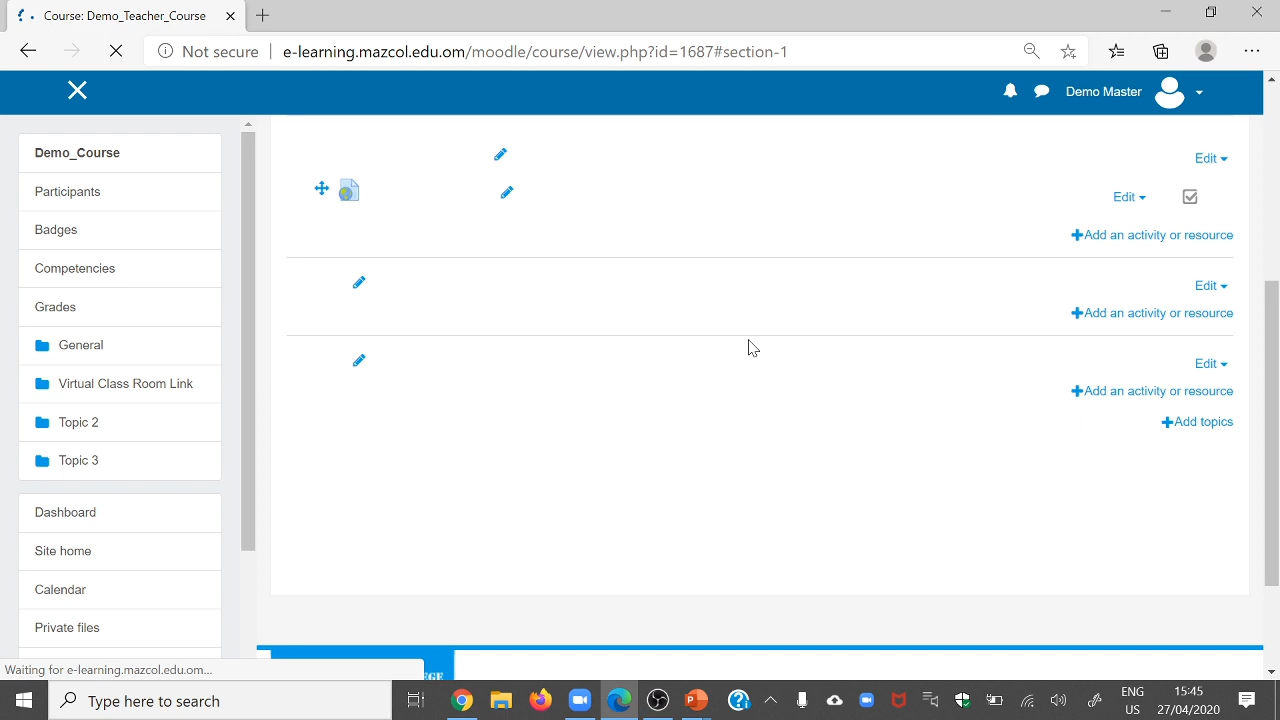 Course: Demo_Teacher_Course
Not secure | e-learning.mazcol.edu.om/moodle/course/view.php?id=1687#section-1
Demo Master
Demo_Course
Participants
Badges
Competencies
Grades
General
Virtual Class Room Link
Topic 2
Topic 3
Dashboard
Site home
Calendar
Private files
Edit
Edit
Add an activity or resource
Edit
Add an activity or resource
Edit
Add an activity or resource
Add topics
GE
Waiting for e-learning.mazcol.edu.om...
Type here to search
ENG
US
15:45
27/04/2020